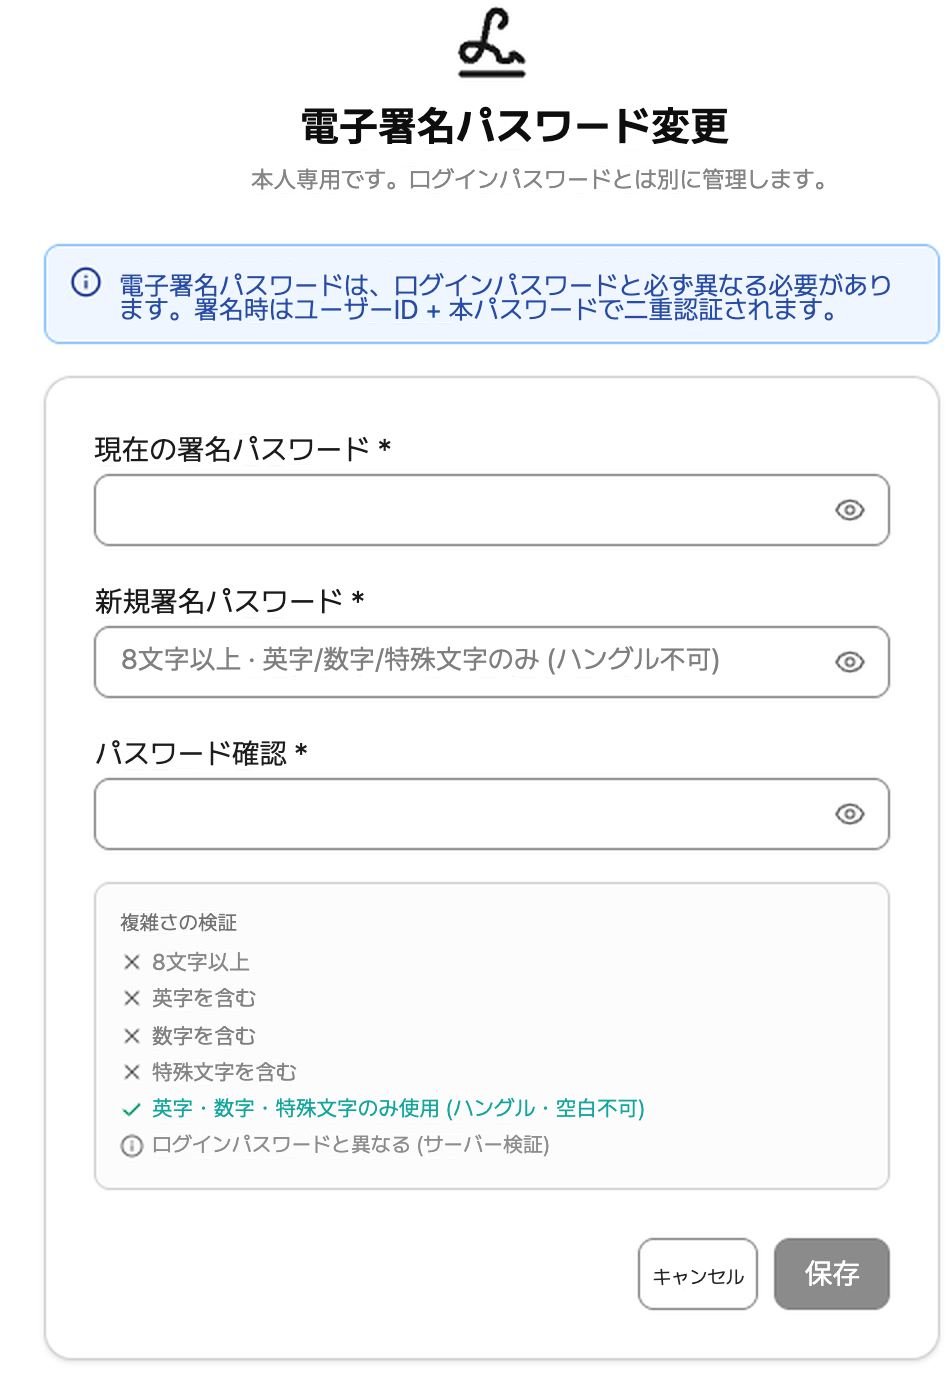 電子署名パスワード変更
本人専用です。ログインパスワードとは別に管理します。
電子署名パスワードは、ログインパスワードと必ず異なる必要があり
ます。署名時はユーザーID + 本パスワードで二重認証されます。
現在の署名パスワード *
新規署名パスワード *
8文字以上 · 英字/数字/特殊文字のみ (ハングル不可)
パスワード確認 *
複雑さの検証
8文字以上
英字を含む
数字を含む
特殊文字を含む
英字・数字・特殊文字のみ使用 (ハングル・空白不可)
ログインパスワードと異なる (サーバー検証)
キャンセル
保存